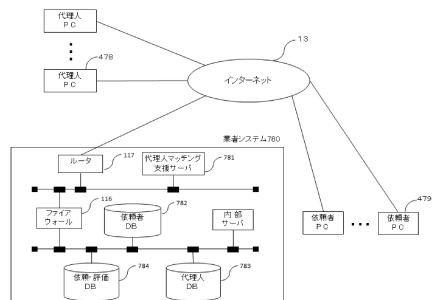 代理人
PC
478
代理人
PC
13
インターネット
業者システム780
ルータ
117
代理人マッチング
支援サーバ
781
ファイア
ウォール
116
782
依頼者
DB
内部
サーバ
依頼者
PC
依頼者
PC
479
依頼・評価
DB
784
代理人
DB
783